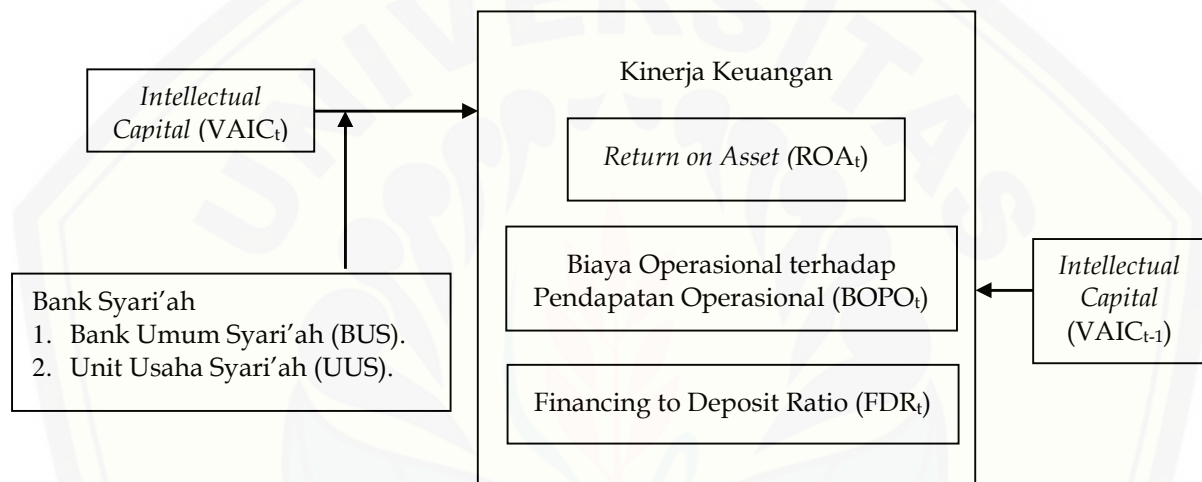 UNIVERSITAS
Intellectual
Capital (VAICt)
Bank Syari’ah
1. Bank Umum Syari’ah (BUS).
2. Unit Usaha Syari’ah (UUS).
Kinerja Keuangan
Return on Asset (ROAt)
Biaya Operasional terhadap
Pendapatan Operasional (BOPOt)
Financing to Deposit Ratio (FDRt)
Intellectual
Capital
(VAICt-1)